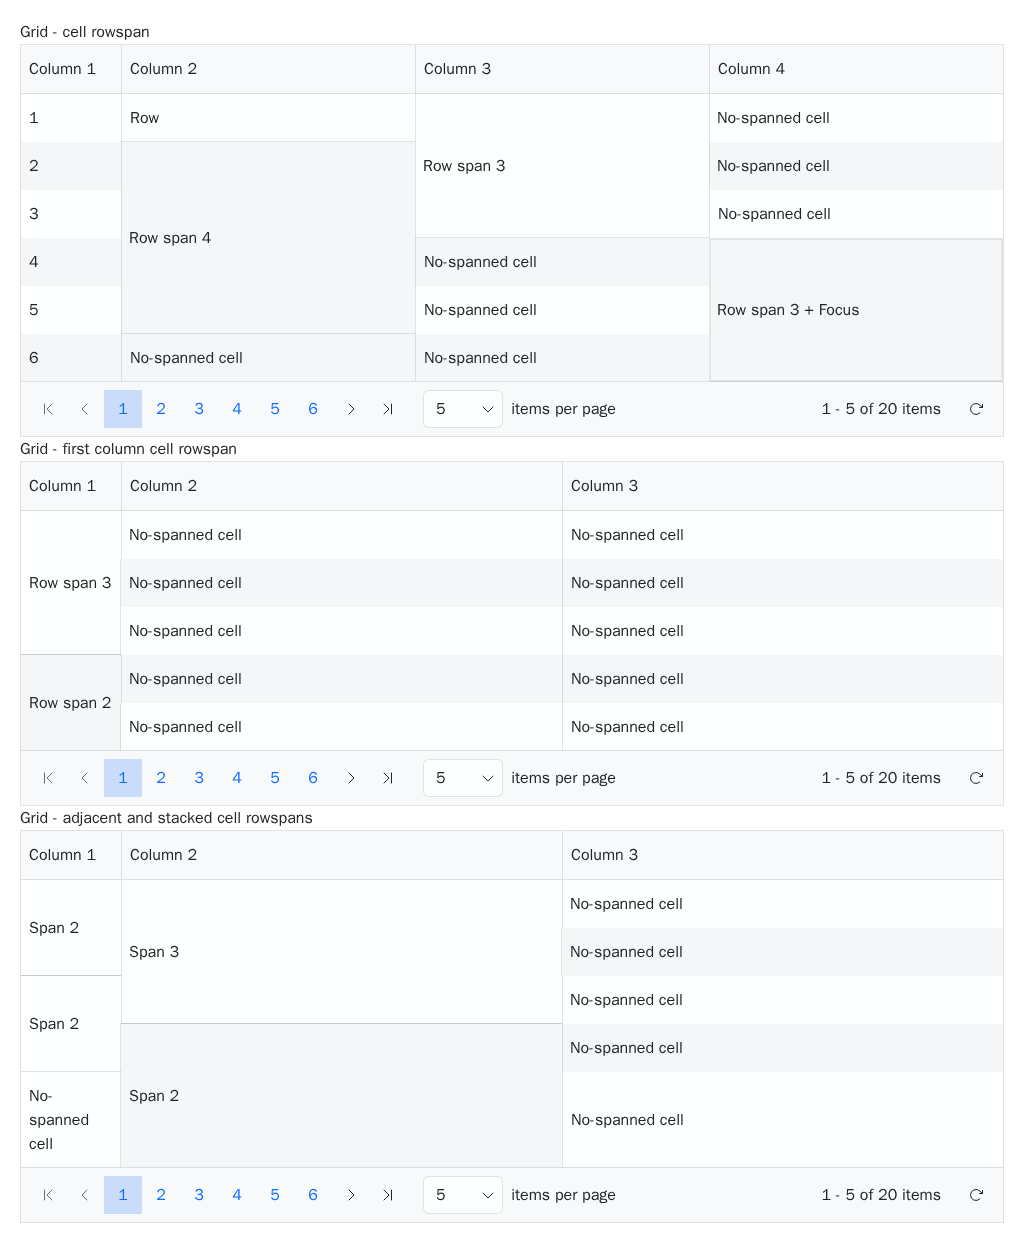 Grid - cell rowspan
Column 1 Column 2 Column 3 Column 4
1 Row No-spanned cell
2 Row span 3 No-spanned cell
3 No-spanned cell
Row span 4
4 No-spanned cell
5 No-spanned cell Row span 3 + Focus
6 No-spanned cell No-spanned cell
1 2 3 4 5 6 5 items per page 1 - 5 of 20 items
Grid - first column cell rowspan
Column 1 Column 2 Column 3
No-spanned cell No-spanned cell
Row span 3 No-spanned cell No-spanned cell
No-spanned cell No-spanned cell
No-spanned cell No-spanned cell
Row span 2
No-spanned cell No-spanned cell
1 2 3 4 5 6 5 items per page 1 - 5 of 20 items
Grid - adjacent and stacked cell rowspans
Column 1 Column 2 Column 3
No-spanned cell
Span 2
Span 3 No-spanned cell
No-spanned cell
Span 2
No-spanned cell
No-
spanned
cell
Span 2
No-spanned cell
1 2 3 4 5 6 5 items per page 1 - 5 of 20 items